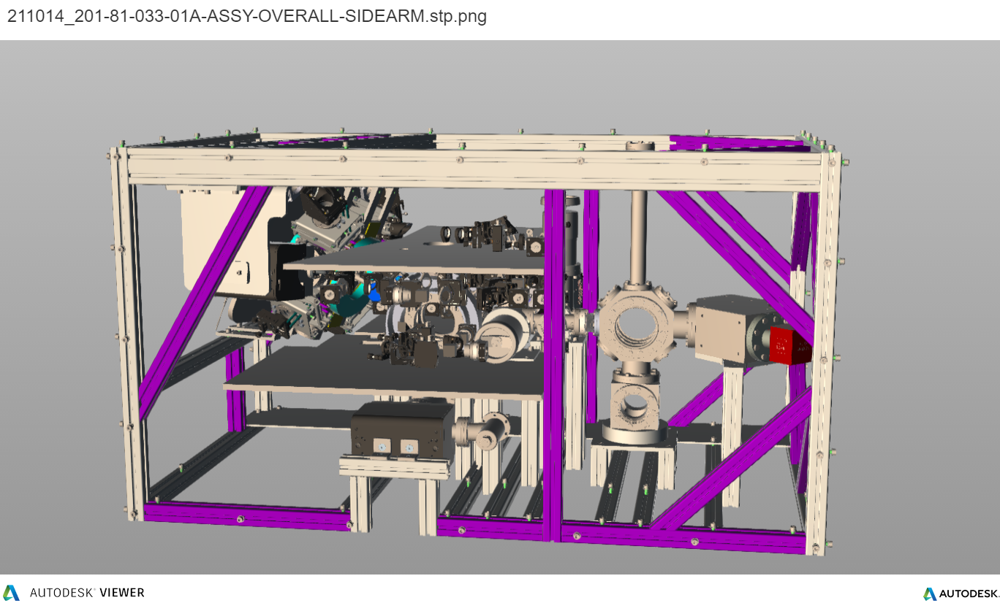 211014_201-81-033-01A-ASSY-OVERALL-SIDEARM.stp.png
AUTODESK® VIEWER
AUTODESK.